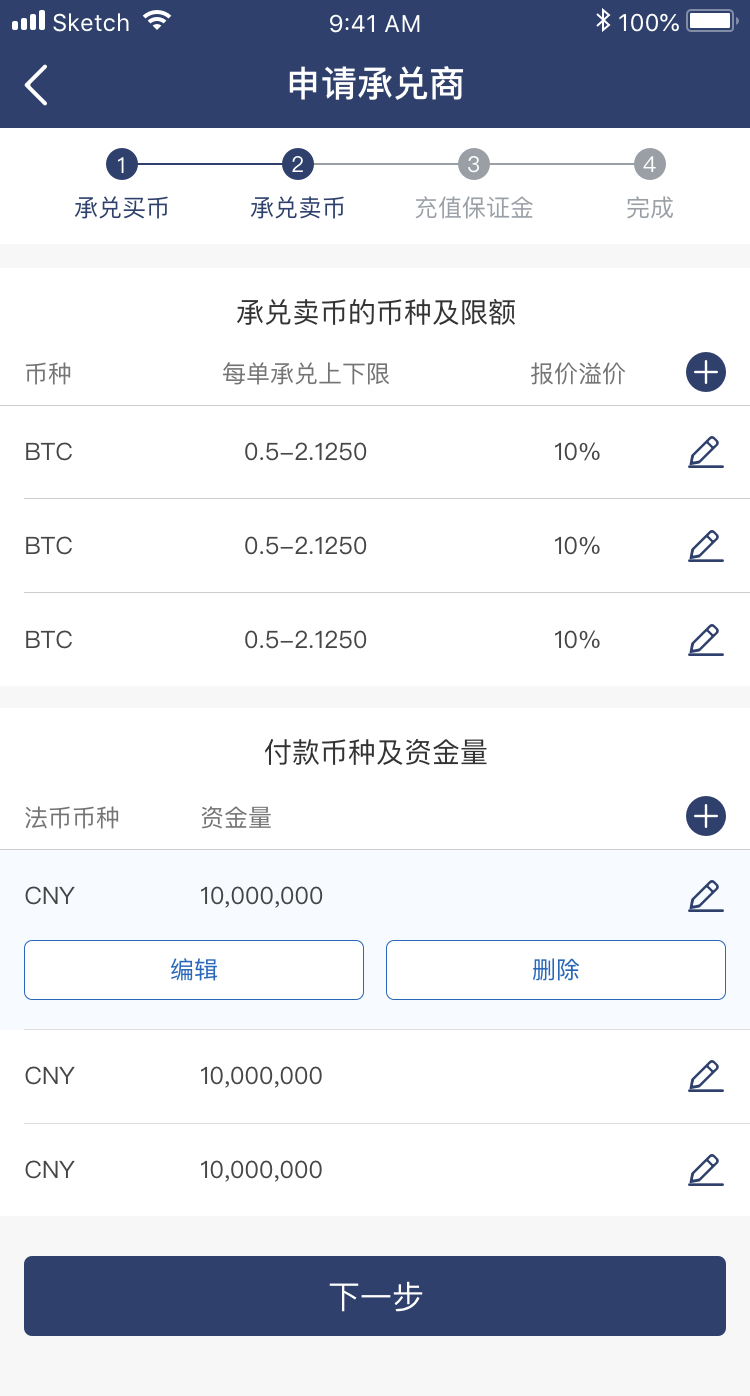 Sketch 9:41 AM 100%
申请承兑商
1 2 3 4
承兑买币 承兑卖币 充值保证金 完成
承兑卖币的币种及限额
币种 每单承兑上下限 报价溢价
BTC 0.5–2.1250 10%
BTC 0.5–2.1250 10%
BTC 0.5–2.1250 10%
付款币种及资金量
法币币种 资金量
CNY 10,000,000
编辑 删除
CNY 10,000,000
CNY 10,000,000
下一步